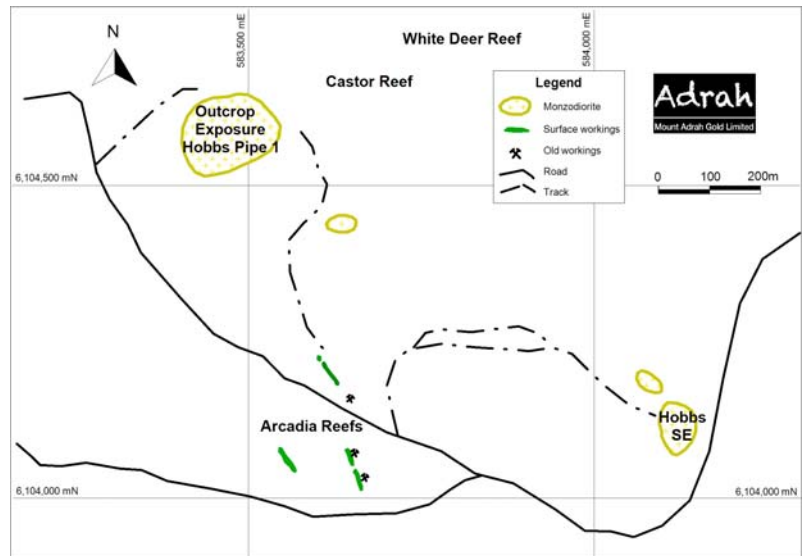 N
583,500 mE
584,000 mE
White Deer Reef
Castor Reef
Outcrop
Exposure
Hobbs Pipe 1
Legend
Monzodiorite
Surface workings
Old workings
Road
Track
Adrah
Mount Adrah Gold Limited
0 100 200m
6,104,500 mN
Arcadia Reefs
Hobbs
SE
6,104,000 mN
6,104,000 mN